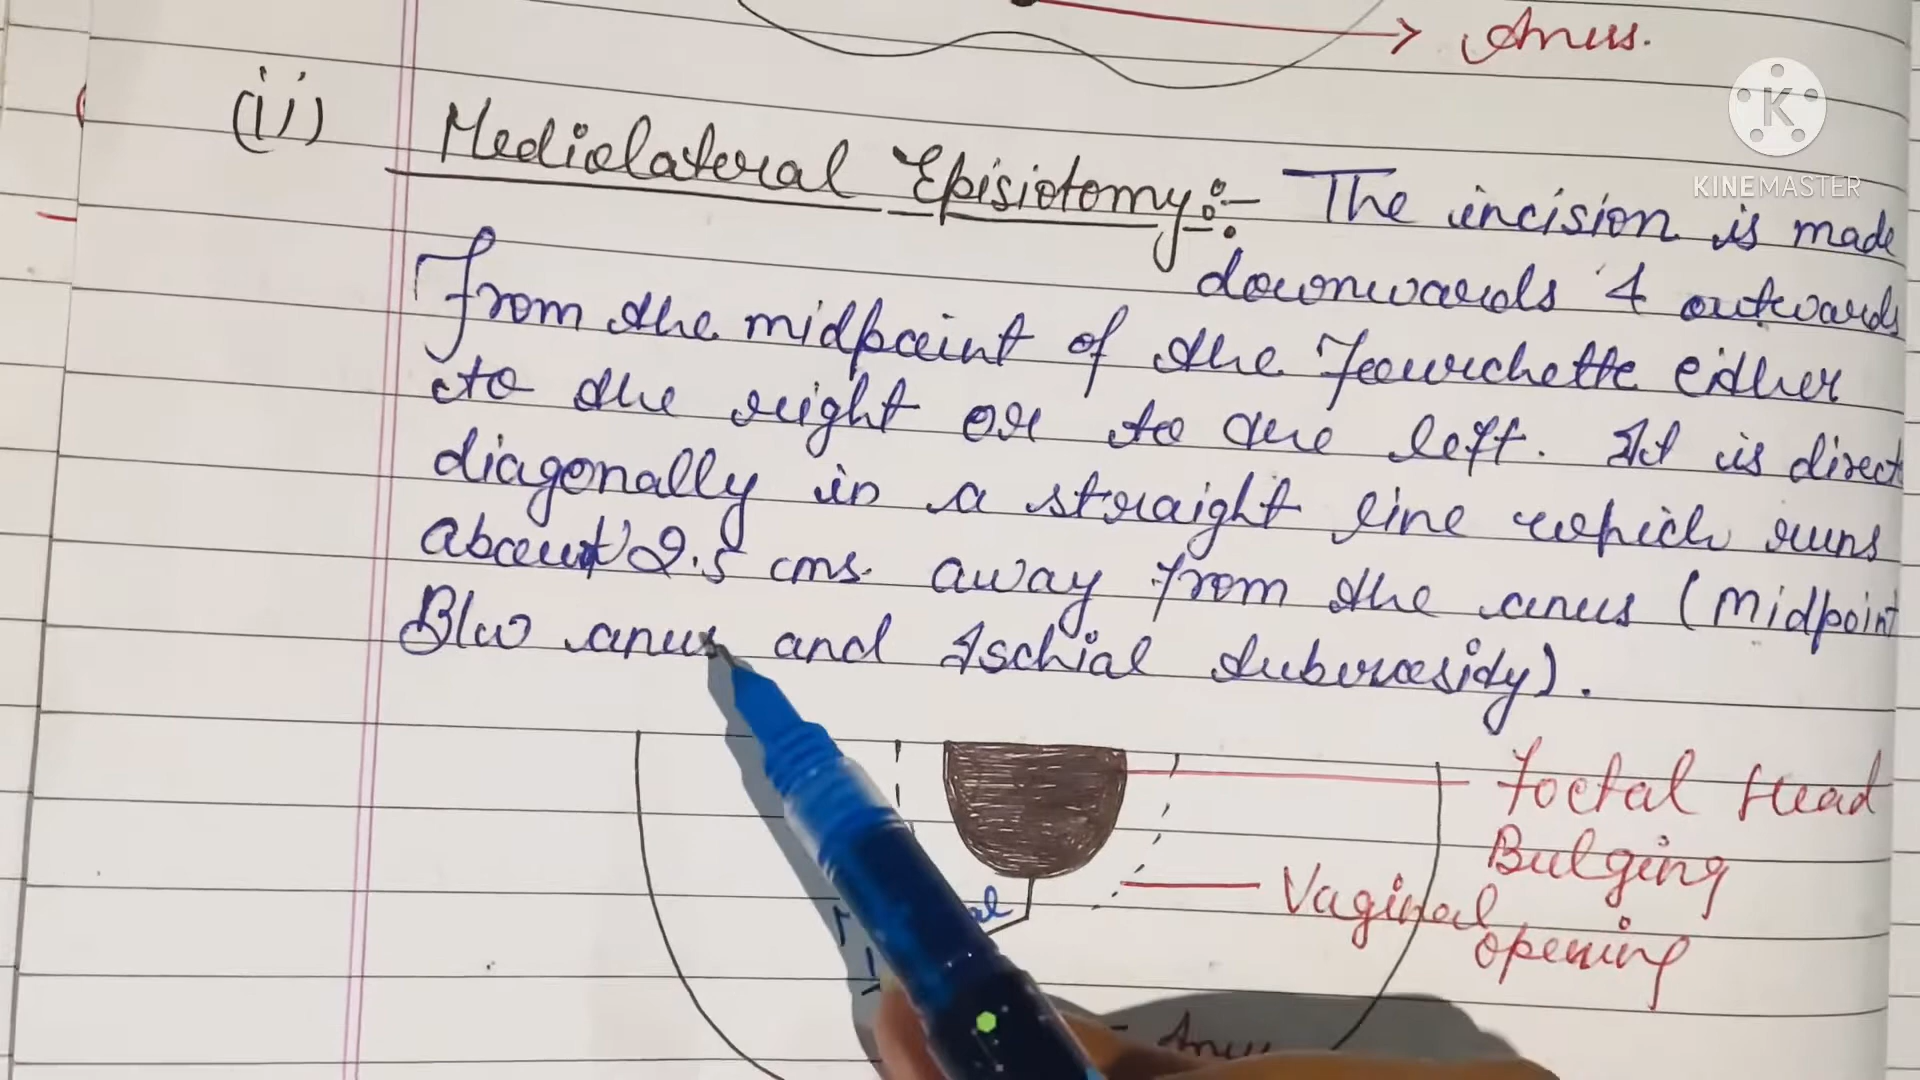 Anus.
K
KINEMASTER
(ii) Mediolateral Episiotomy:- The incision is made
downwards & outwards
from the midpoint of the Fourchette either
to the right or to the left. It is direct
diagonally in a straight line which runs
about 2.5 cms. away from the anus (Midpoint
B/w anus and Ischial tuberosity).
Foetal Head
Bulging
Vaginal
opening
Anus